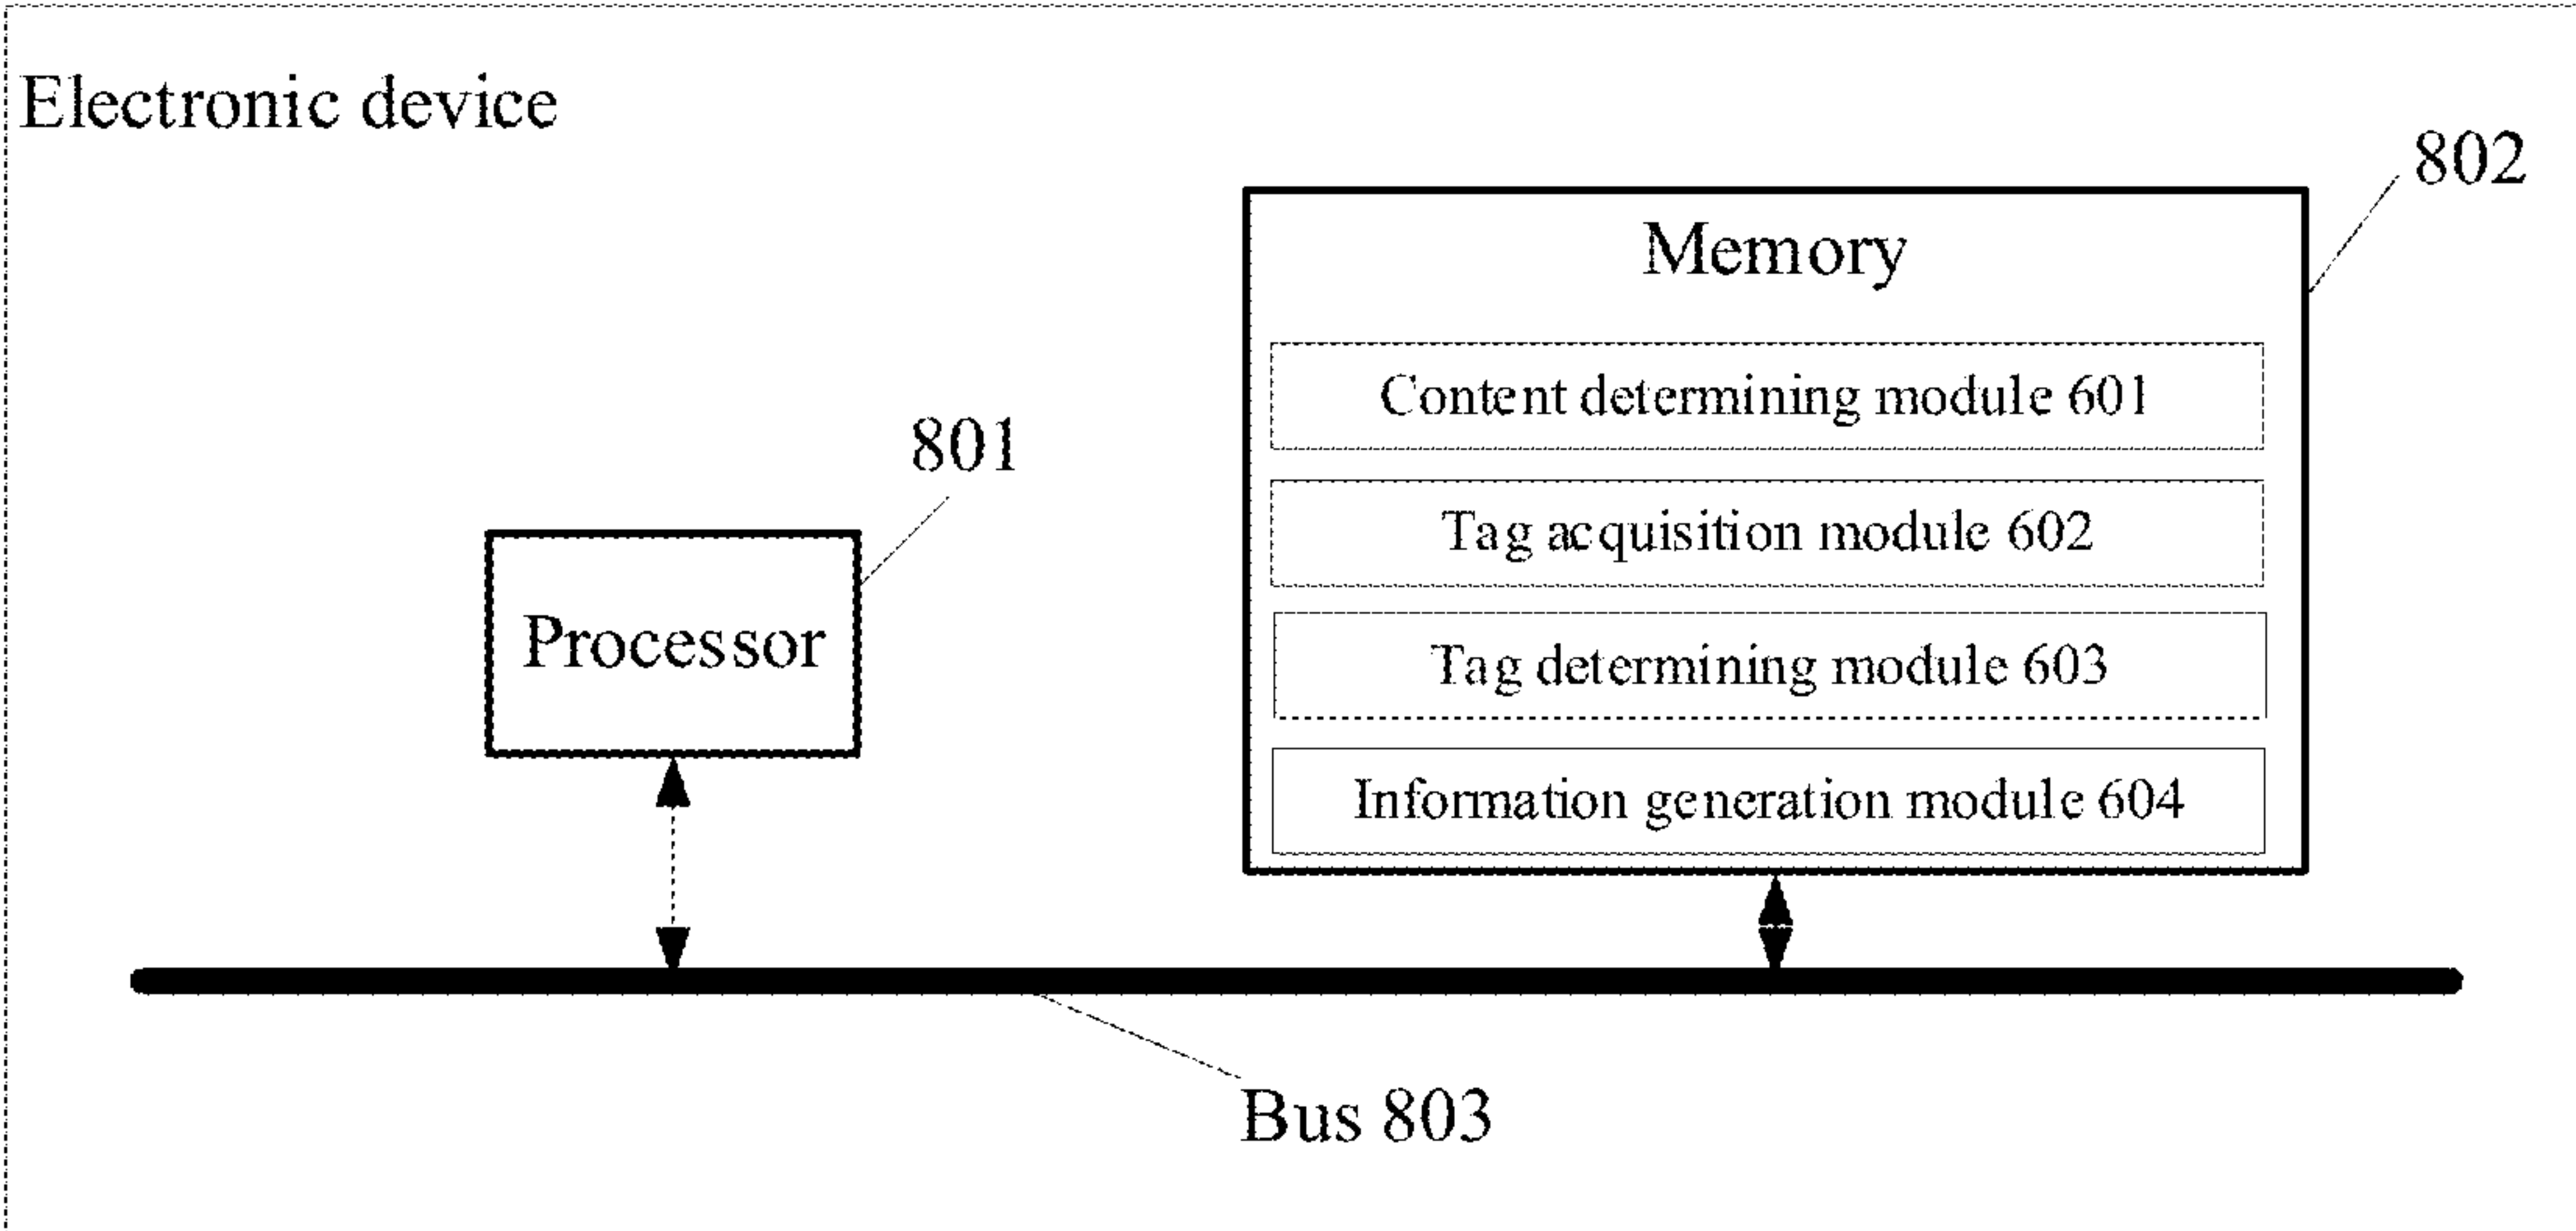 Electronic device
802
Memory
Content determining module 601
801
Tag acquisition module 602
Processor
Tag determining module 603
Information generation module 604
Bus 803